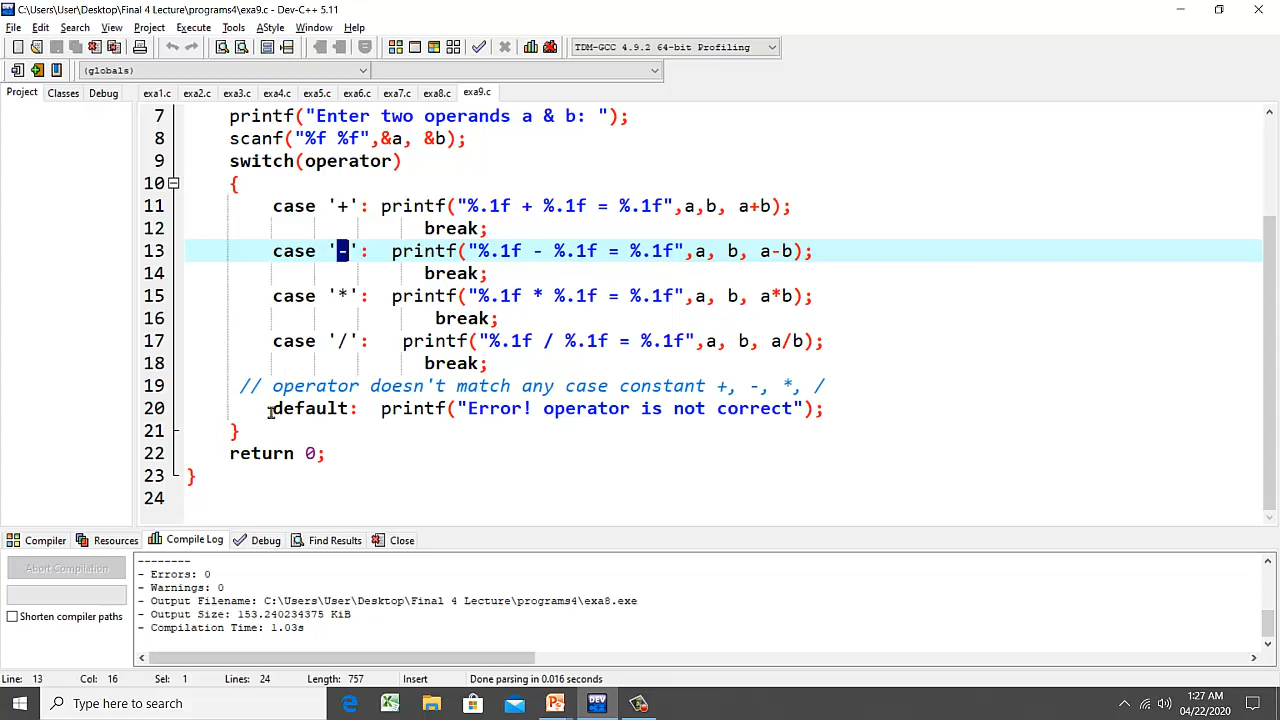 C:\Users\User\Desktop\Final 4 Lecture\programs4\exa9.c - Dev-C++ 5.11
File Edit Search View Project Execute Tools AStyle Window Help
TDM-GCC 4.9.2 64-bit Profiling
(globals)
Project Classes Debug
exa1.c exa2.c exa3.c exa4.c exa5.c exa6.c exa7.c exa8.c exa9.c
7 printf("Enter two operands a & b: ");
8 scanf("%f %f",&a, &b);
9 switch(operator)
10 {
11 case '+': printf("%.1f + %.1f = %.1f",a,b, a+b);
12 break;
13 case '-': printf("%.1f - %.1f = %.1f",a, b, a-b);
14 break;
15 case '*': printf("%.1f * %.1f = %.1f",a, b, a*b);
16 break;
17 case '/': printf("%.1f / %.1f = %.1f",a, b, a/b);
18 break;
19 // operator doesn't match any case constant +, -, *, /
20 default: printf("Error! operator is not correct");
21 }
22 return 0;
23 }
24
Compiler Resources Compile Log Debug Find Results Close
Abort Compilation
Shorten compiler paths
--------
- Errors: 0
- Warnings: 0
- Output Filename: C:\Users\User\Desktop\Final 4 Lecture\programs4\exa8.exe
- Output Size: 153.240234375 KiB
- Compilation Time: 1.03s
Line: 13 Col: 16 Sel: 1 Lines: 24 Length: 757 Insert Done parsing in 0.016 seconds
Type here to search
DEV
1:27 AM
04/22/2020